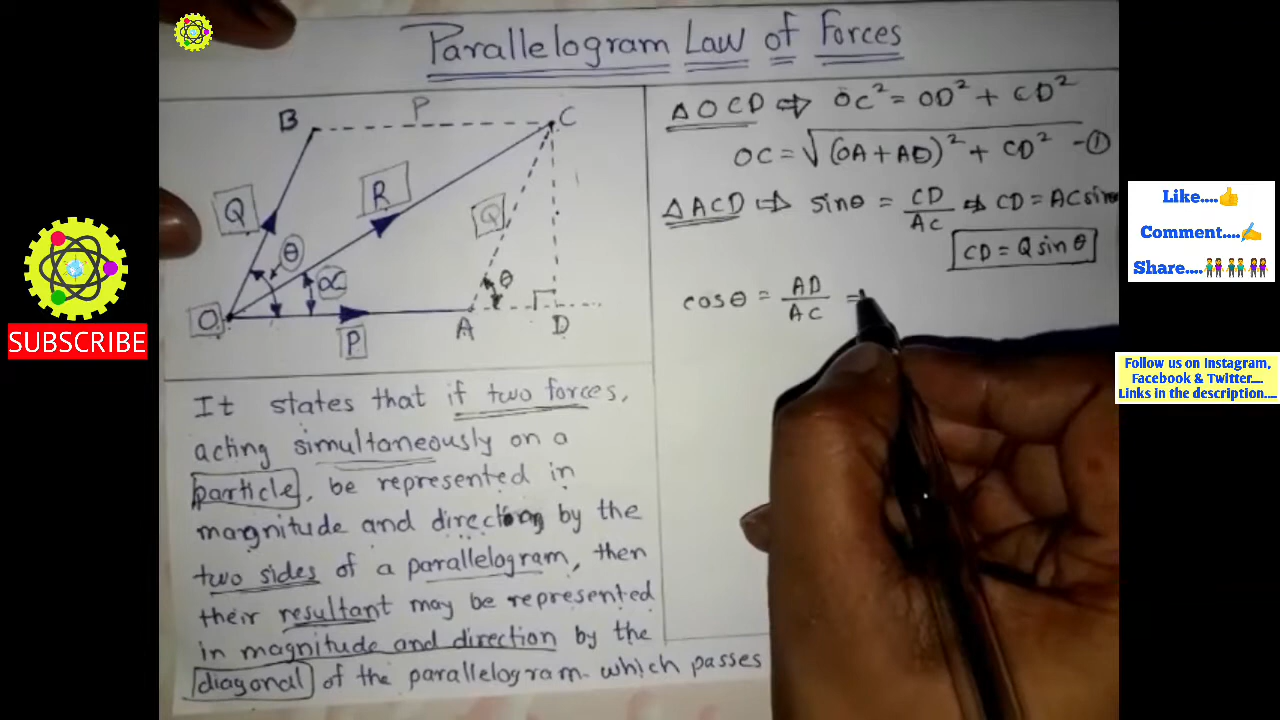 Parallelogram Law of Forces
B
P
C
Q
R
Q
θ
α
θ
O
P
A
D
It states that if two forces,
acting simultaneously on a
particle, be represented in
magnitude and direction by the
two sides of a parallelogram, then
their resultant may be represented
in magnitude and direction by the
diagonal of the parallelogram which passes
△OCD ⇒ OC² = OD² + CD²
OC = √(OA + AD)² + CD² - ①
△ACD ⇒ sinθ = CD/AC ⇒ CD = AC sinθ
CD = Q sin θ
cosθ = AD/AC =
SUBSCRIBE
Like....👍
Comment....✍
Share....👫👫👫
Follow us on Instagram,
Facebook & Twitter....
Links in the description....